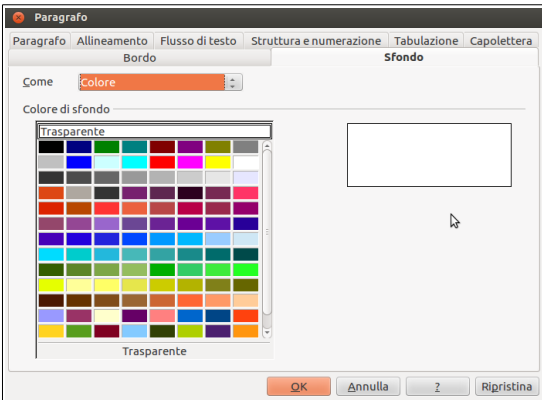 Paragrafo
Paragrafo Allineamento Flusso di testo Struttura e numerazione Tabulazione Capolettera
Bordo Sfondo
Come Colore
Colore di sfondo
Trasparente
Trasparente
OK Annulla ? Ripristina